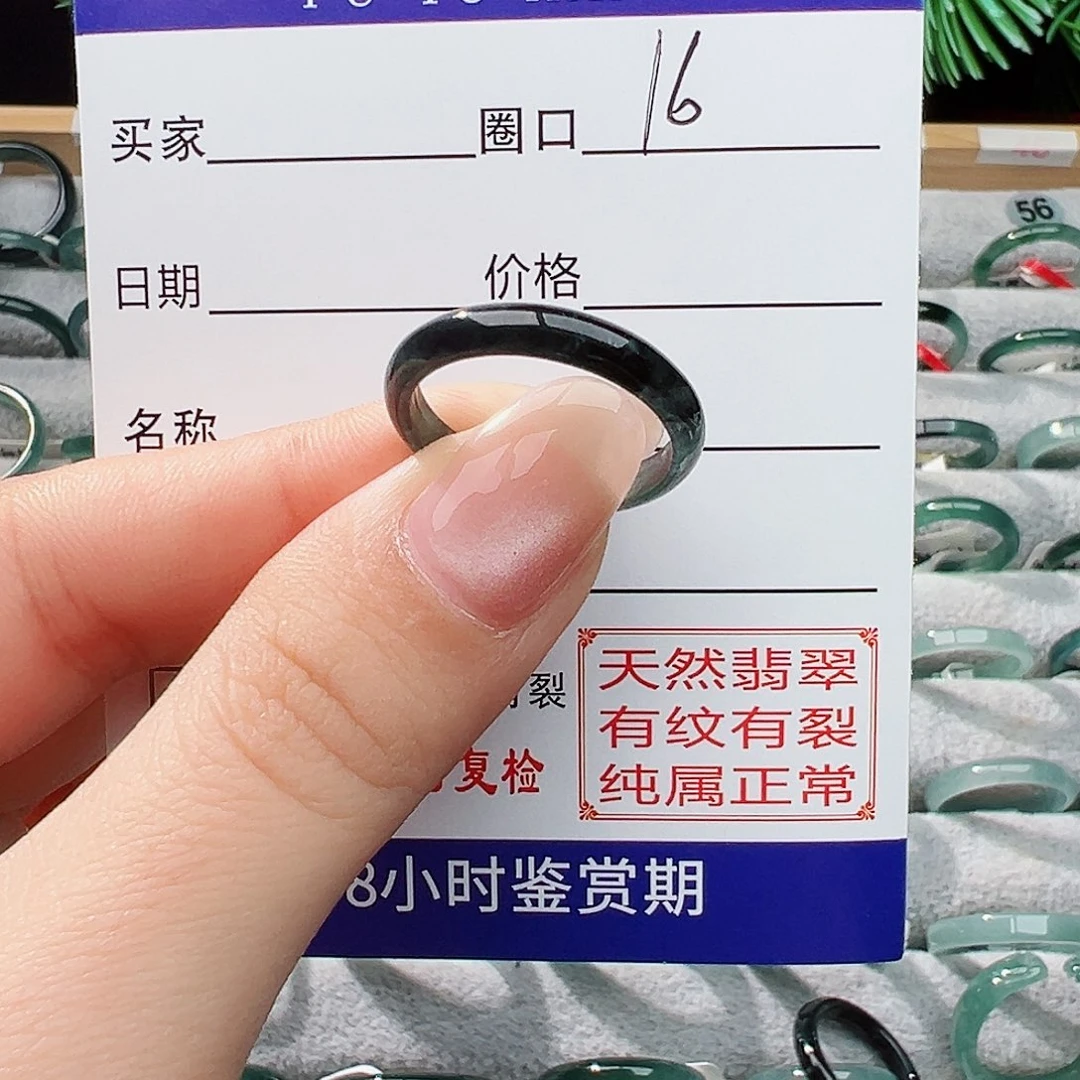 买家 圈口 16
56
日期 价格
名称
裂
复检
天然翡翠
有纹有裂
纯属正常
8小时鉴赏期